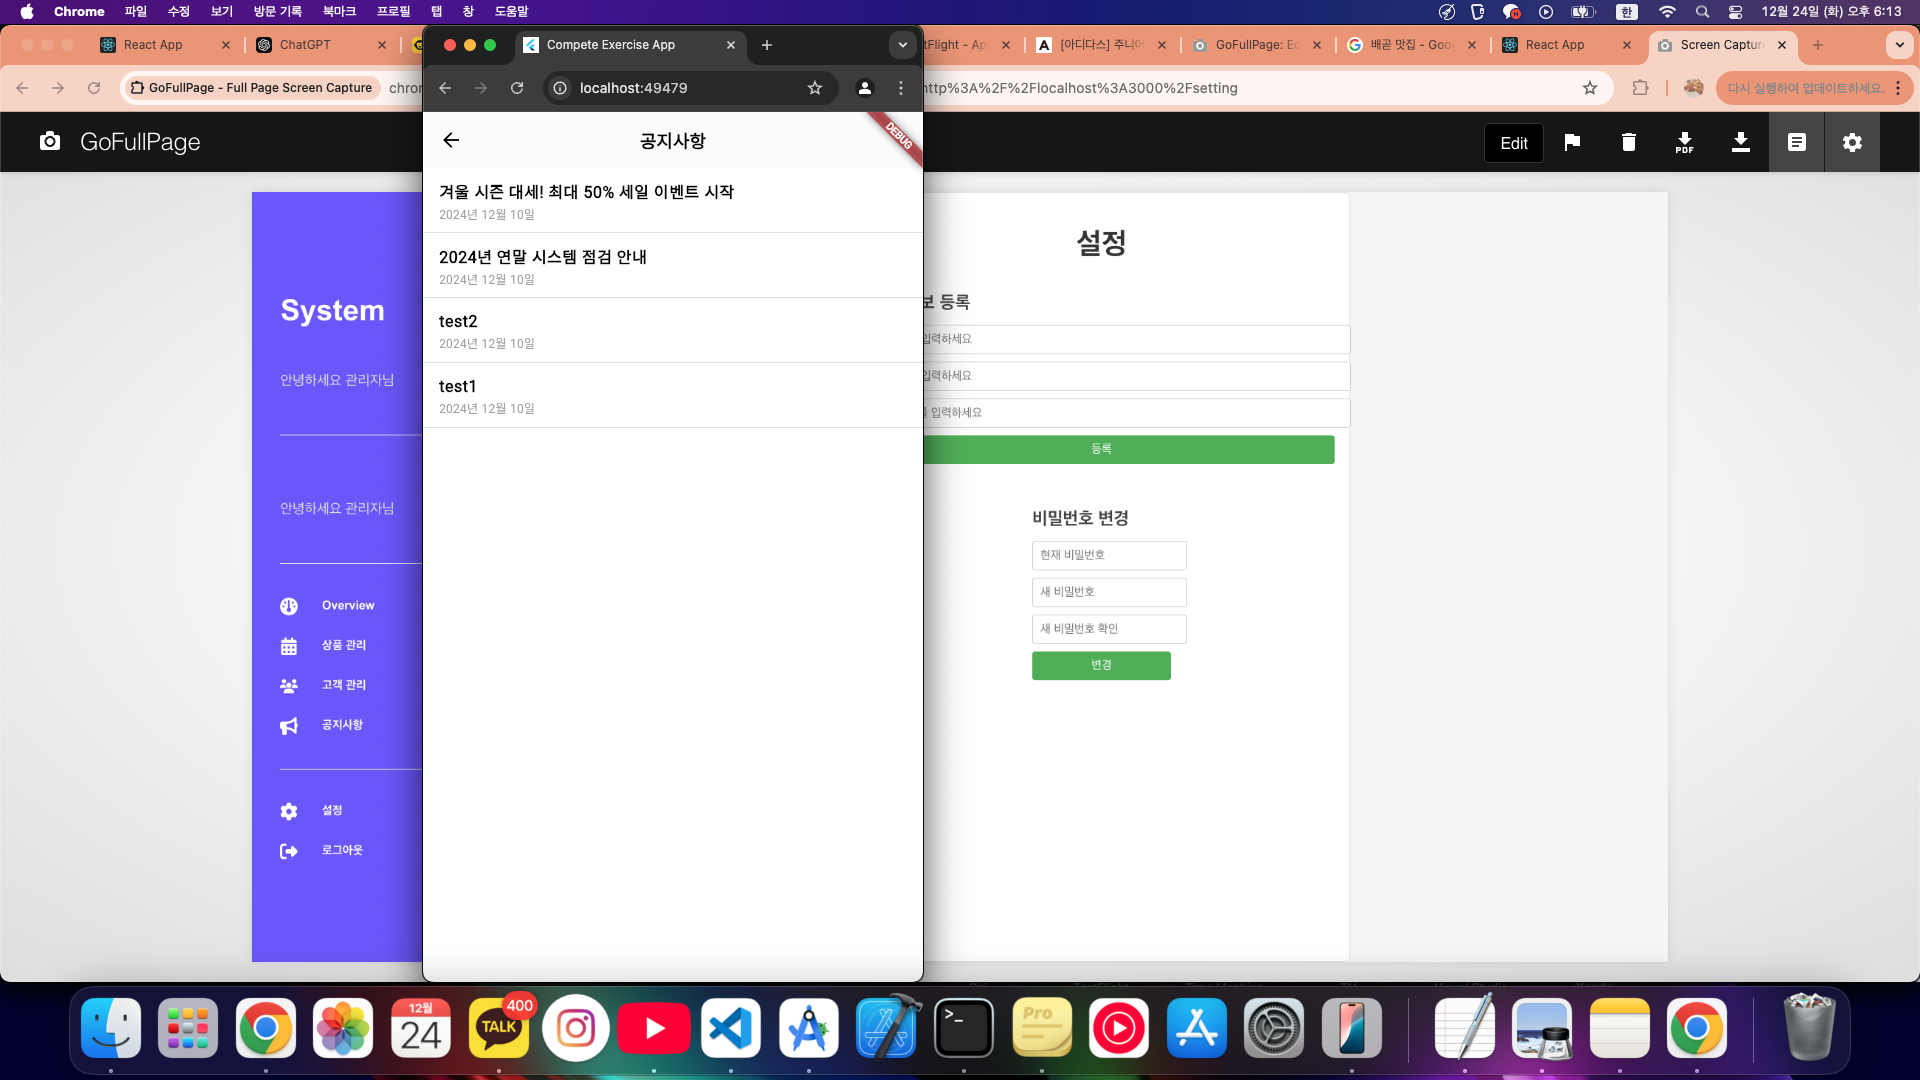 Chrome 파일 수정 보기 방문 기록 북마크 프로필 탭 창 도움말
한 12월 24일 (화) 오후 6:13
React App
ChatGPT
Compete Exercise App
tFlight - Ap
[아디다스] 주니어
GoFullPage: E
배곧 맛집 - Goo
React App
Screen Capture
GoFullPage - Full Page Screen Capture
chrom
localhost:49479
http%3A%2F%2Flocalhost%3A3000%2Fsetting
다시 실행하여 업데이트하세요.
GoFullPage
Edit
PDF
공지사항
DEBUG
겨울 시즌 대세! 최대 50% 세일 이벤트 시작
2024년 12월 10일
2024년 연말 시스템 점검 안내
2024년 12월 10일
test2
2024년 12월 10일
test1
2024년 12월 10일
System
안녕하세요 관리자님
안녕하세요 관리자님
Overview
상품 관리
고객 관리
공지사항
설정
로그아웃
설정
보 등록
입력하세요
입력하세요
를 입력하세요
등록
비밀번호 변경
현재 비밀번호
새 비밀번호
새 비밀번호 확인
변경
12월
24
TALK
400
>_
Pro